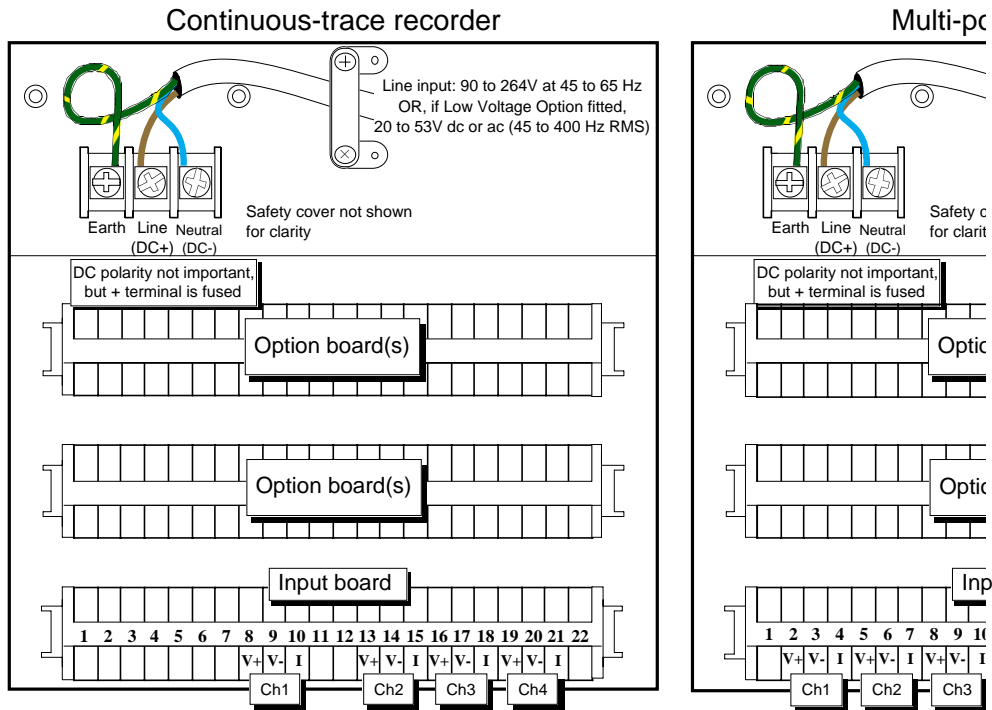 Continuous-trace recorder
Line input: 90 to 264V at 45 to 65 Hz
OR, if Low Voltage Option fitted,
20 to 53V dc or ac (45 to 400 Hz RMS)
Earth Line Neutral
(DC+) (DC-)
Safety cover not shown
for clarity
DC polarity not important,
but + terminal is fused
Option board(s)
Option board(s)
Input board
1 2 3 4 5 6 7 8 9 10 11 12 13 14 15 16 17 18 19 20 21 22
V+ V- I V+ V- I V+ V- I V+ V- I
Ch1 Ch2 Ch3 Ch4
Multi-po
Earth Line Neutral
(DC+) (DC-)
Safety c
for clarit
DC polarity not important,
but + terminal is fused
Optio
Optio
Inp
1 2 3 4 5 6 7 8 9 10
V+ V- I V+ V- I V+ V- I
Ch1 Ch2 Ch3